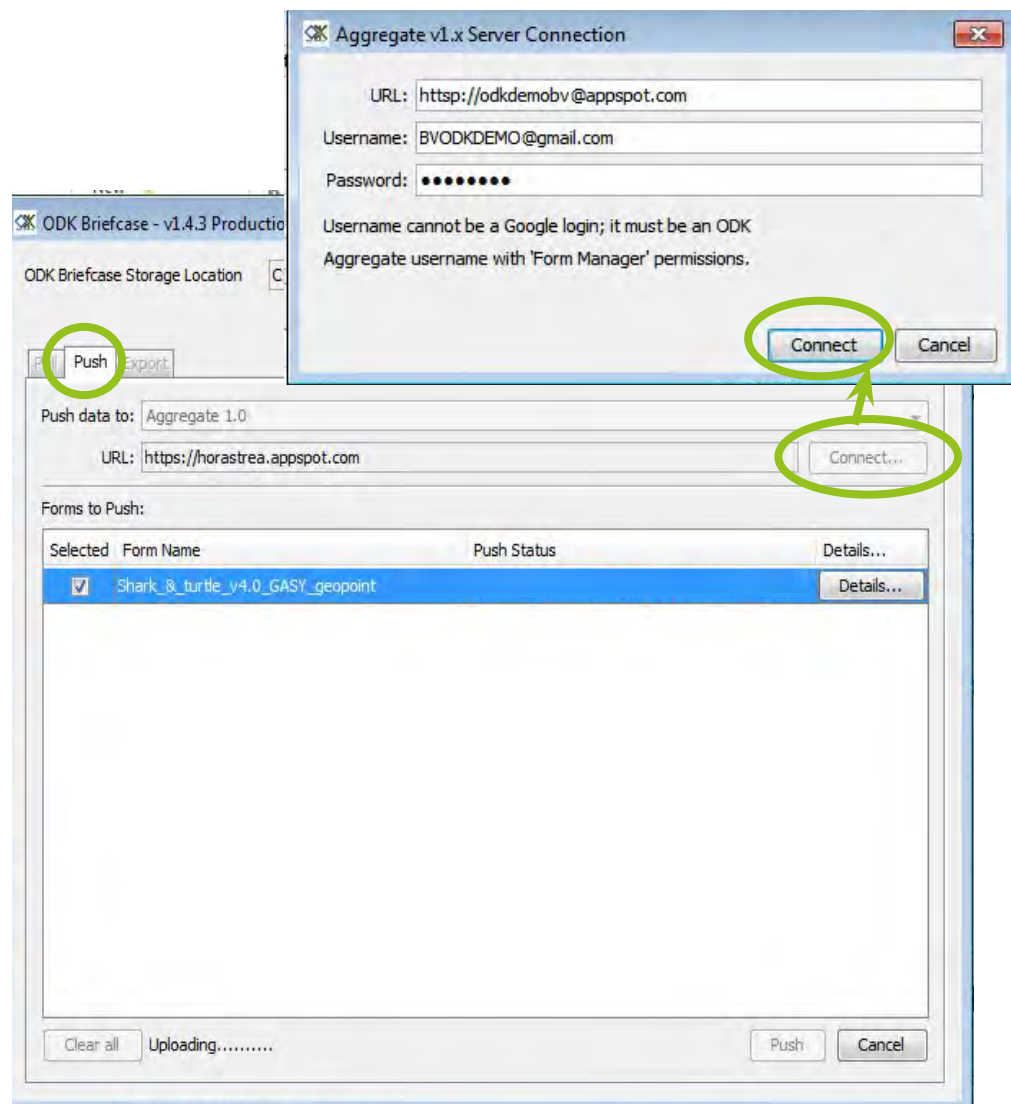 Aggregate v1.x Server Connection
URL: httsp://odkdemobv@appspot.com
Username: BVODKDEMO@gmail.com
Password: ●●●●●●●●
Username cannot be a Google login; it must be an ODK
Aggregate username with 'Form Manager' permissions.
Connect Cancel
ODK Briefcase - v1.4.3 Productio
ODK Briefcase Storage Location C
Push Export
Push data to: Aggregate 1.0
URL: https://horastrea.appspot.com Connect...
Forms to Push:
Selected Form Name Push Status Details...
Shark_&_turtle_v4.0_GASY_geopoint Details...
Clear all Uploading.......... Push Cancel